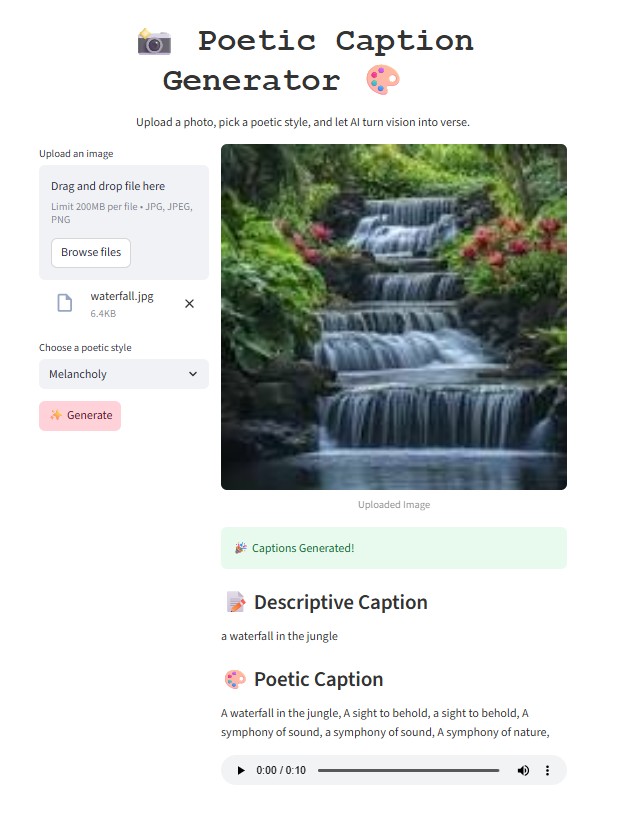 📷 Poetic Caption
Generator 🎨
Upload a photo, pick a poetic style, and let AI turn vision into verse.
Upload an image
Drag and drop file here
Limit 200MB per file • JPG, JPEG,
PNG
Browse files
waterfall.jpg
6.4KB
Choose a poetic style
Melancholy
✨ Generate
Uploaded Image
🎉 Captions Generated!
📝 Descriptive Caption
a waterfall in the jungle
🎨 Poetic Caption
A waterfall in the jungle, A sight to behold, a sight to behold, A
symphony of sound, a symphony of sound, A symphony of nature,
0:00 / 0:10